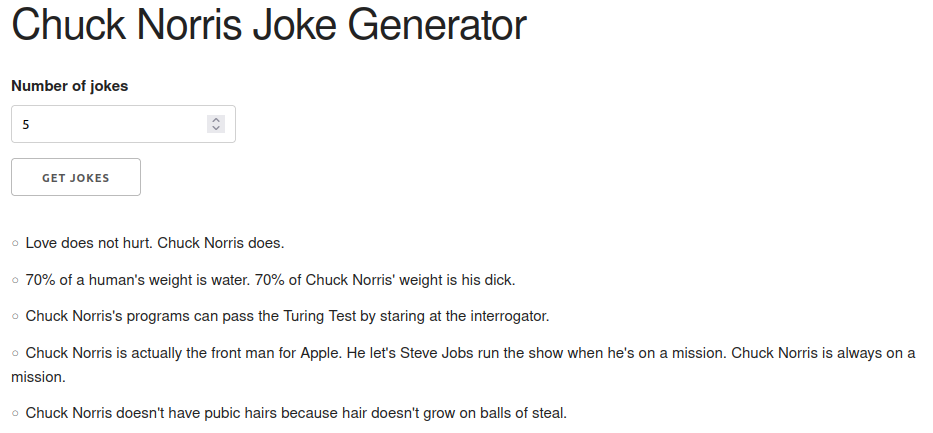 Chuck Norris Joke Generator
Number of jokes
5
GET JOKES
○ Love does not hurt. Chuck Norris does.
○ 70% of a human's weight is water. 70% of Chuck Norris' weight is his dick.
○ Chuck Norris's programs can pass the Turing Test by staring at the interrogator.
○ Chuck Norris is actually the front man for Apple. He let's Steve Jobs run the show when he's on a mission. Chuck Norris is always on a
mission.
○ Chuck Norris doesn't have pubic hairs because hair doesn't grow on balls of steal.